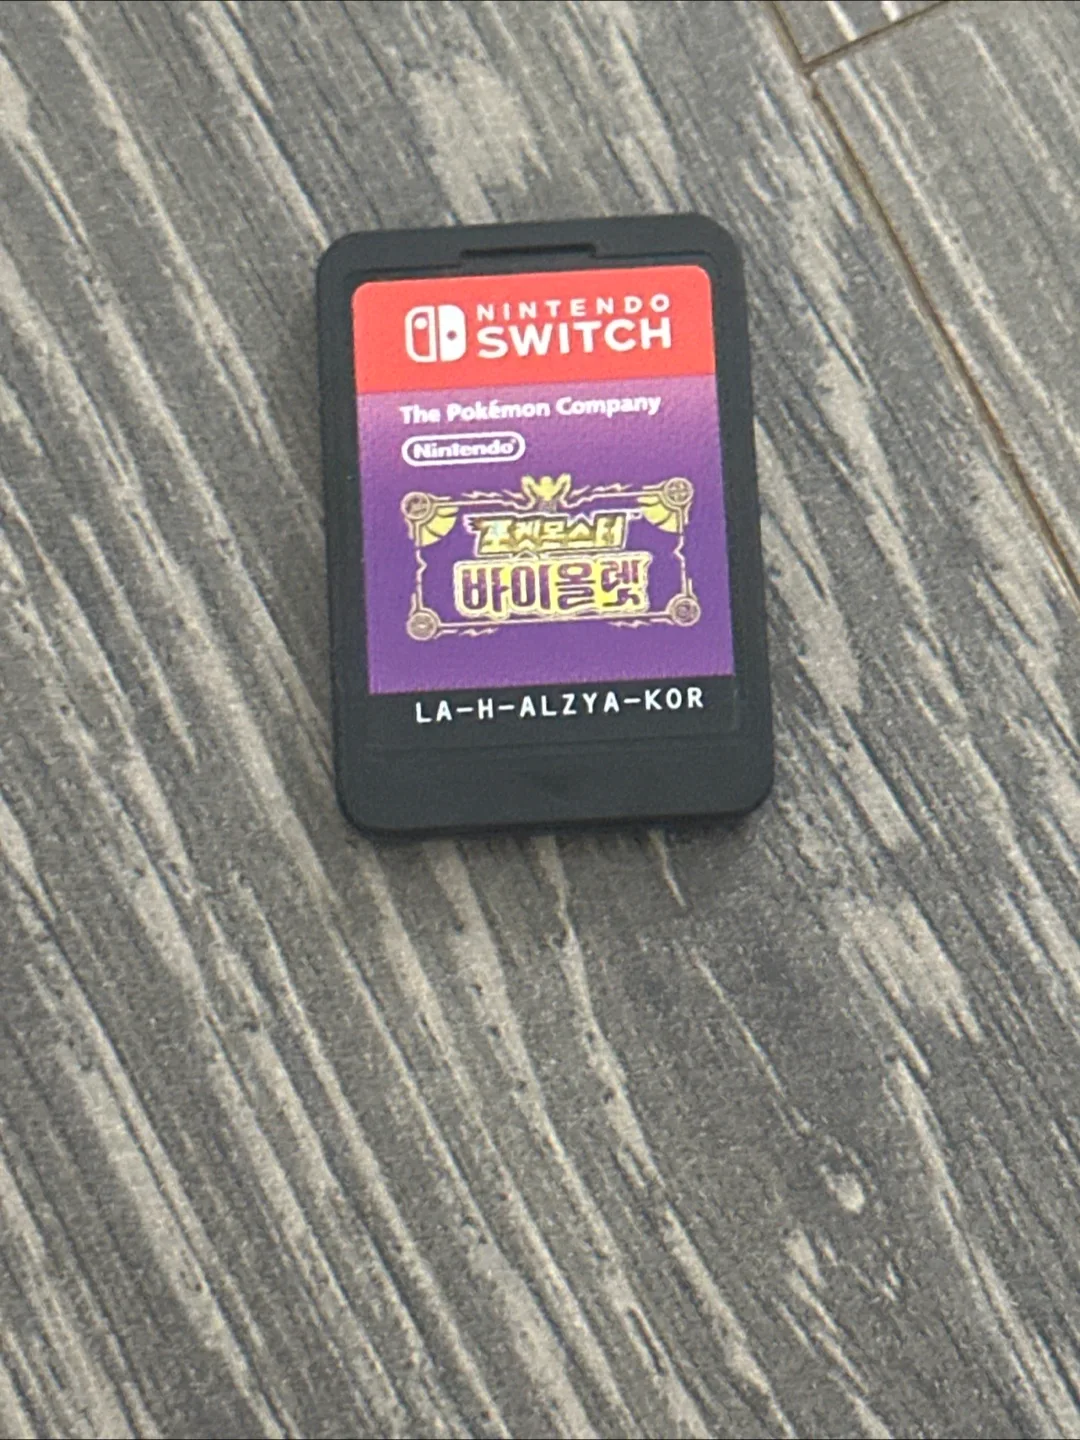 NINTENDO
SWITCH
The Pokémon Company
Nintendo®
포켓몬스터
바이올렛
LA-H-ALZYA-KOR